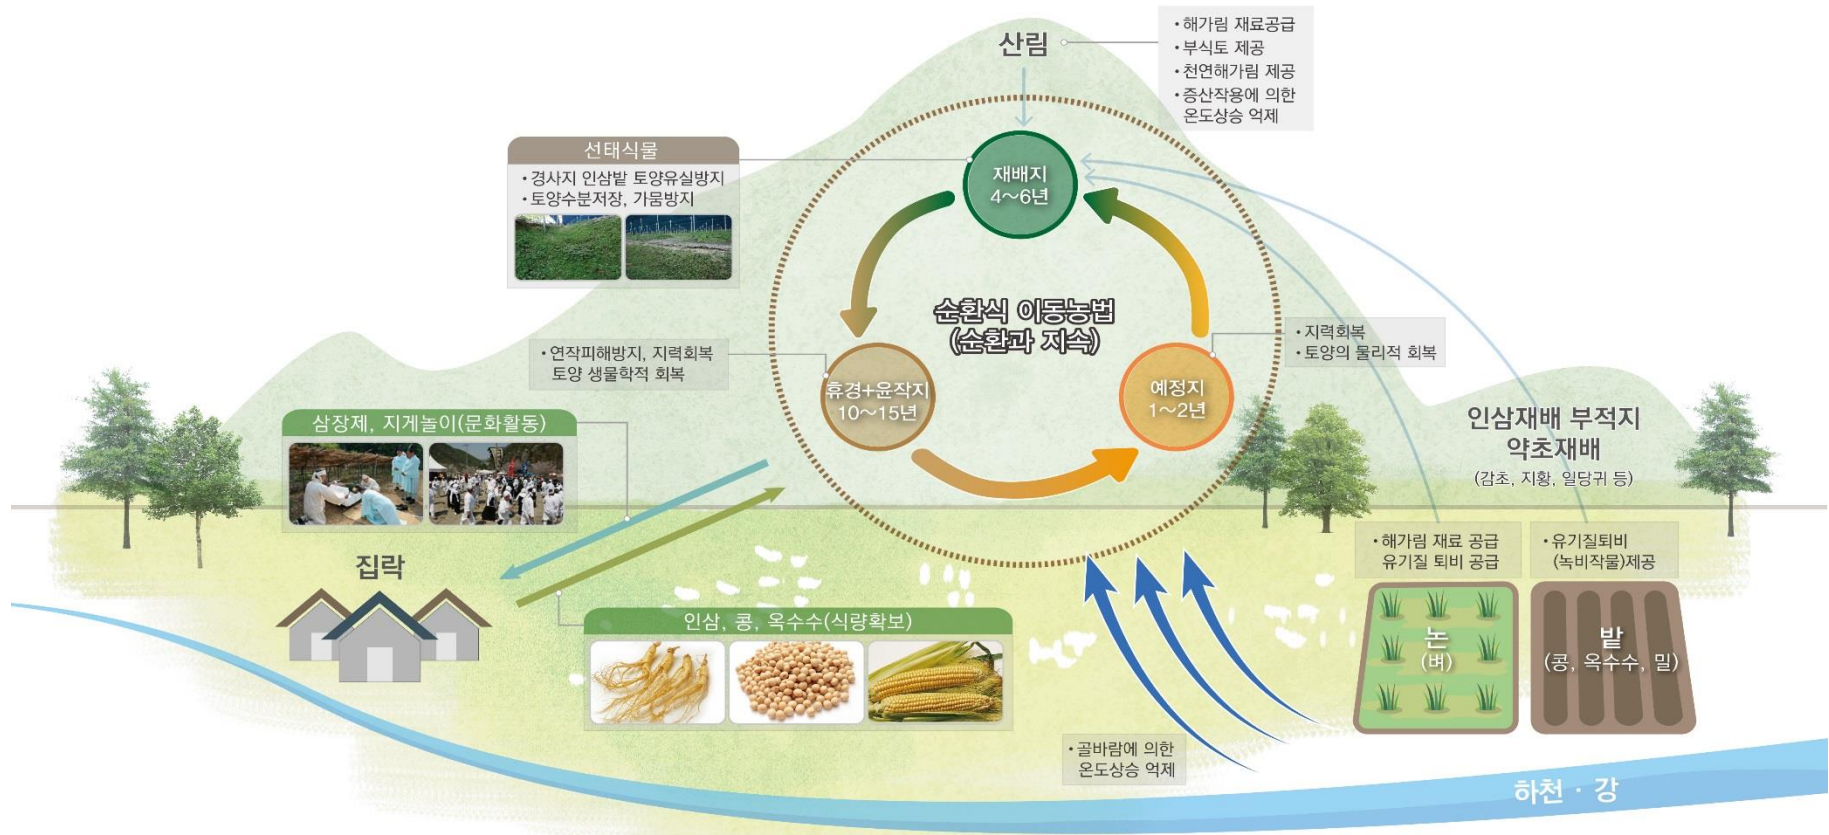 산림
• 해가림 재료공급
• 부식토 제공
• 천연해가림 제공
• 증산작용에 의한
온도상승 억제
선태식물
• 경사지 인삼밭 토양유실방지
• 토양수분저장, 가뭄방지
재배지
4~6년
순환식 이동농법
(순환과 지속)
• 연작피해방지, 지력회복
토양 생물학적 회복
• 지력회복
• 토양의 물리적 회복
휴경+윤작지
10~15년
예정지
1~2년
삼장제, 지게놀이(문화활동)
인삼재배 부적지
약초재배
(감초, 지황, 일당귀 등)
집락
• 해가림 재료 공급
유기질 퇴비 공급
• 유기질퇴비
(녹비작물)제공
인삼, 콩, 옥수수(식량확보)
논
(벼)
밭
(콩, 옥수수, 밀)
• 골바람에 의한
온도상승 억제
하천 · 강